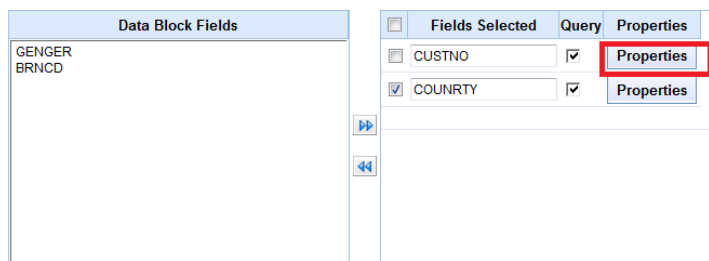 Data Block Fields
GENGER
BRNCD
Fields Selected Query Properties
CUSTNO Properties
COUNRTY Properties